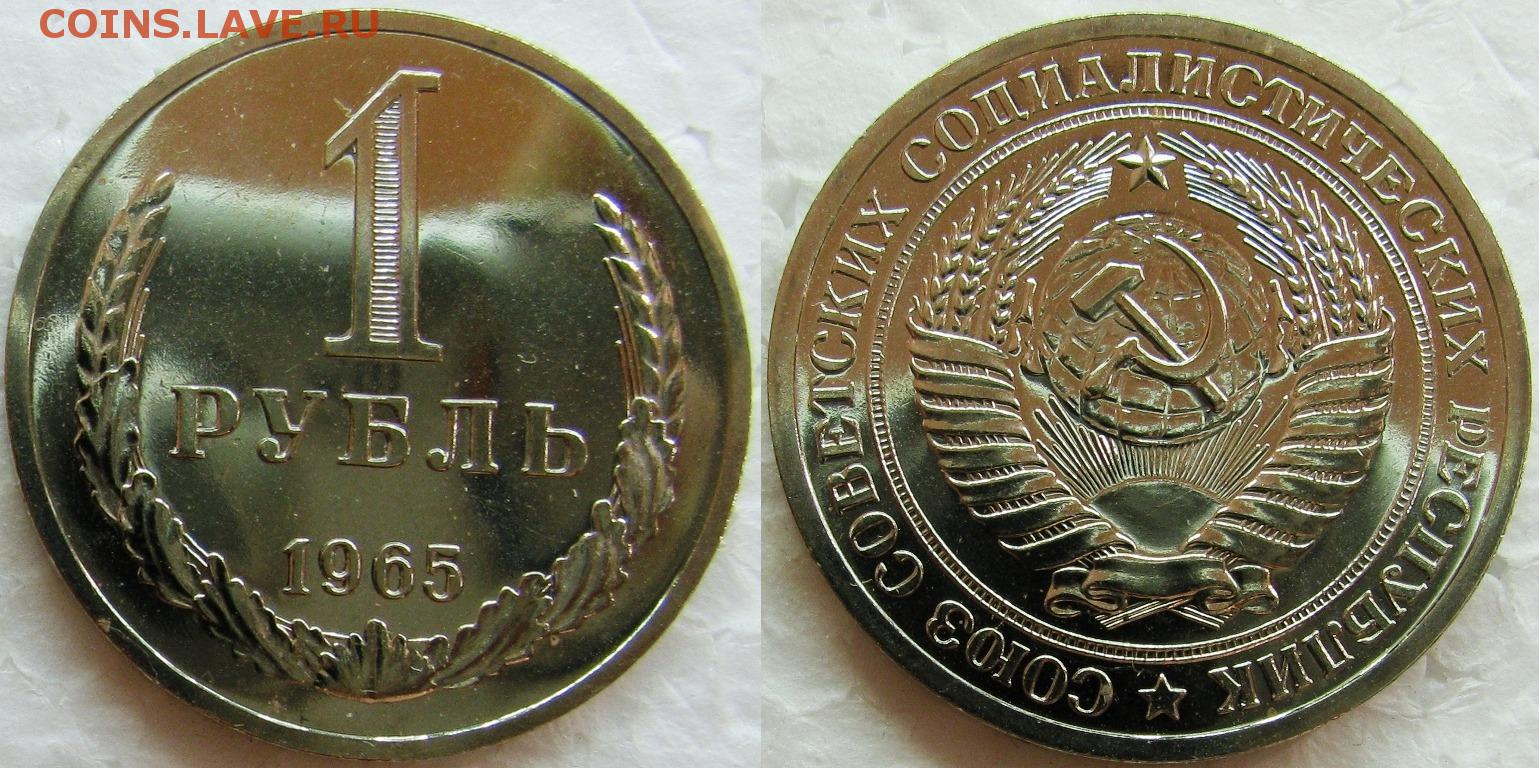 COINS.LAVE.RU
1
РУБЛЬ
1965
СОЮЗ СОВЕТСКИХ СОЦИАЛИСТИЧЕСКИХ РЕСПУБЛИК